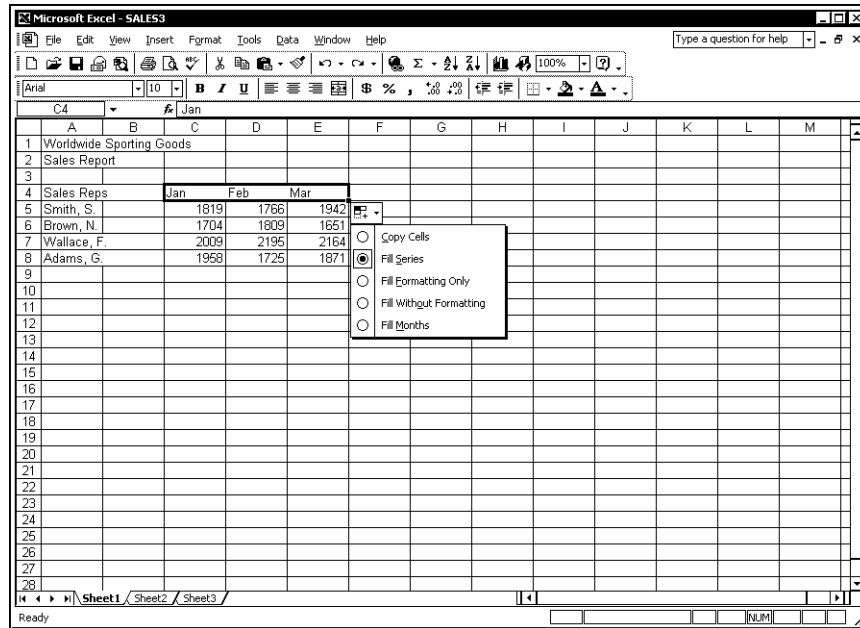 Microsoft Excel - SALES3
File Edit View Insert Format Tools Data Window Help Type a question for help
100%
Arial 10 B I U $ % , .00 .00 A
C4 fx Jan
A B C D E F G H I J K L M
1 Worldwide Sporting Goods
2 Sales Report
3
4 Sales Reps Jan Feb Mar
5 Smith, S. 1819 1766 1942
6 Brown, N. 1704 1809 1651
7 Wallace, F. 2009 2195 2164
8 Adams, G. 1958 1725 1871
Copy Cells
Fill Series
Fill Formatting Only
Fill Without Formatting
Fill Months
9
10
11
12
13
14
15
16
17
18
19
20
21
22
23
24
25
26
27
28
Sheet1 Sheet2 Sheet3
Ready NUM